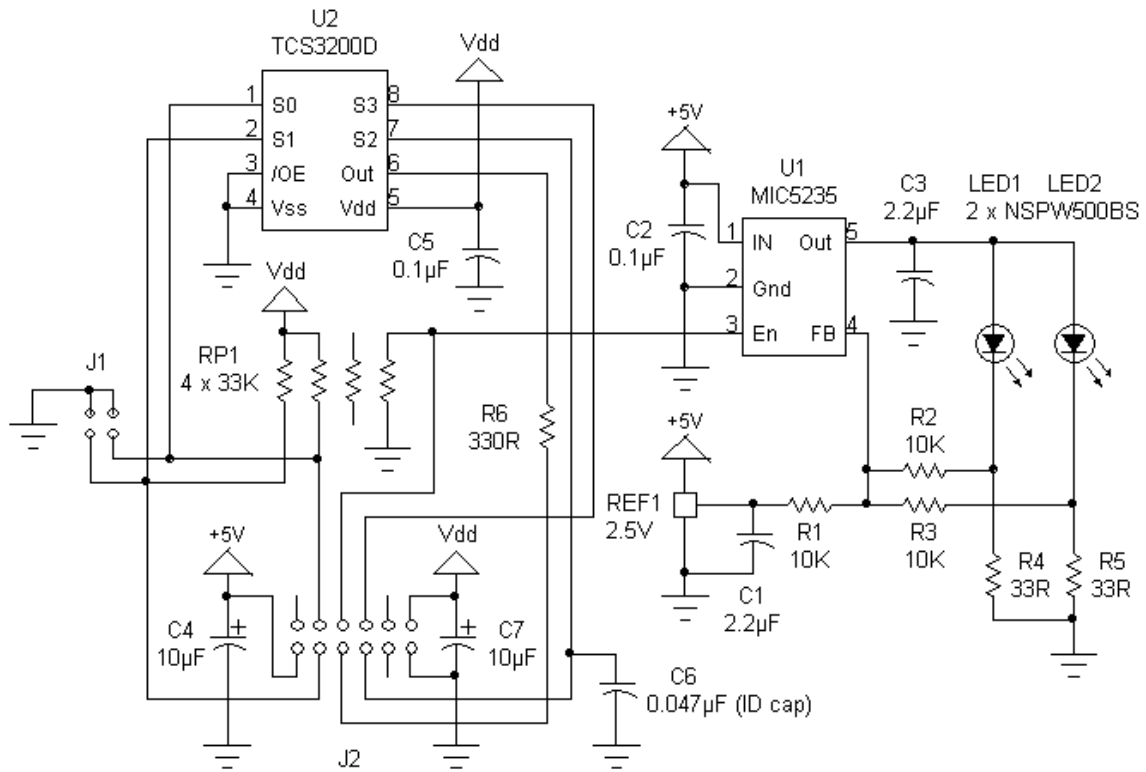 U2
TCS3200D
Vdd
1 S0 S3 8
2 S1 S2 7
3 /OE Out 6
4 Vss Vdd 5
C5
0.1µF
Vdd
RP1
4 x 33K
J1
R6
330R
+5V
U1
MIC5235
C2
0.1µF
1 IN Out 5
2 Gnd
3 En FB 4
C3
2.2µF
LED1 LED2
2 x NSPW500BS
+5V
REF1
2.5V
R2
10K
R1
10K
R3
10K
C1
2.2µF
R4
33R
R5
33R
+5V
C4
10µF
+
Vdd
C7
10µF
+
J2
C6
0.047µF (ID cap)